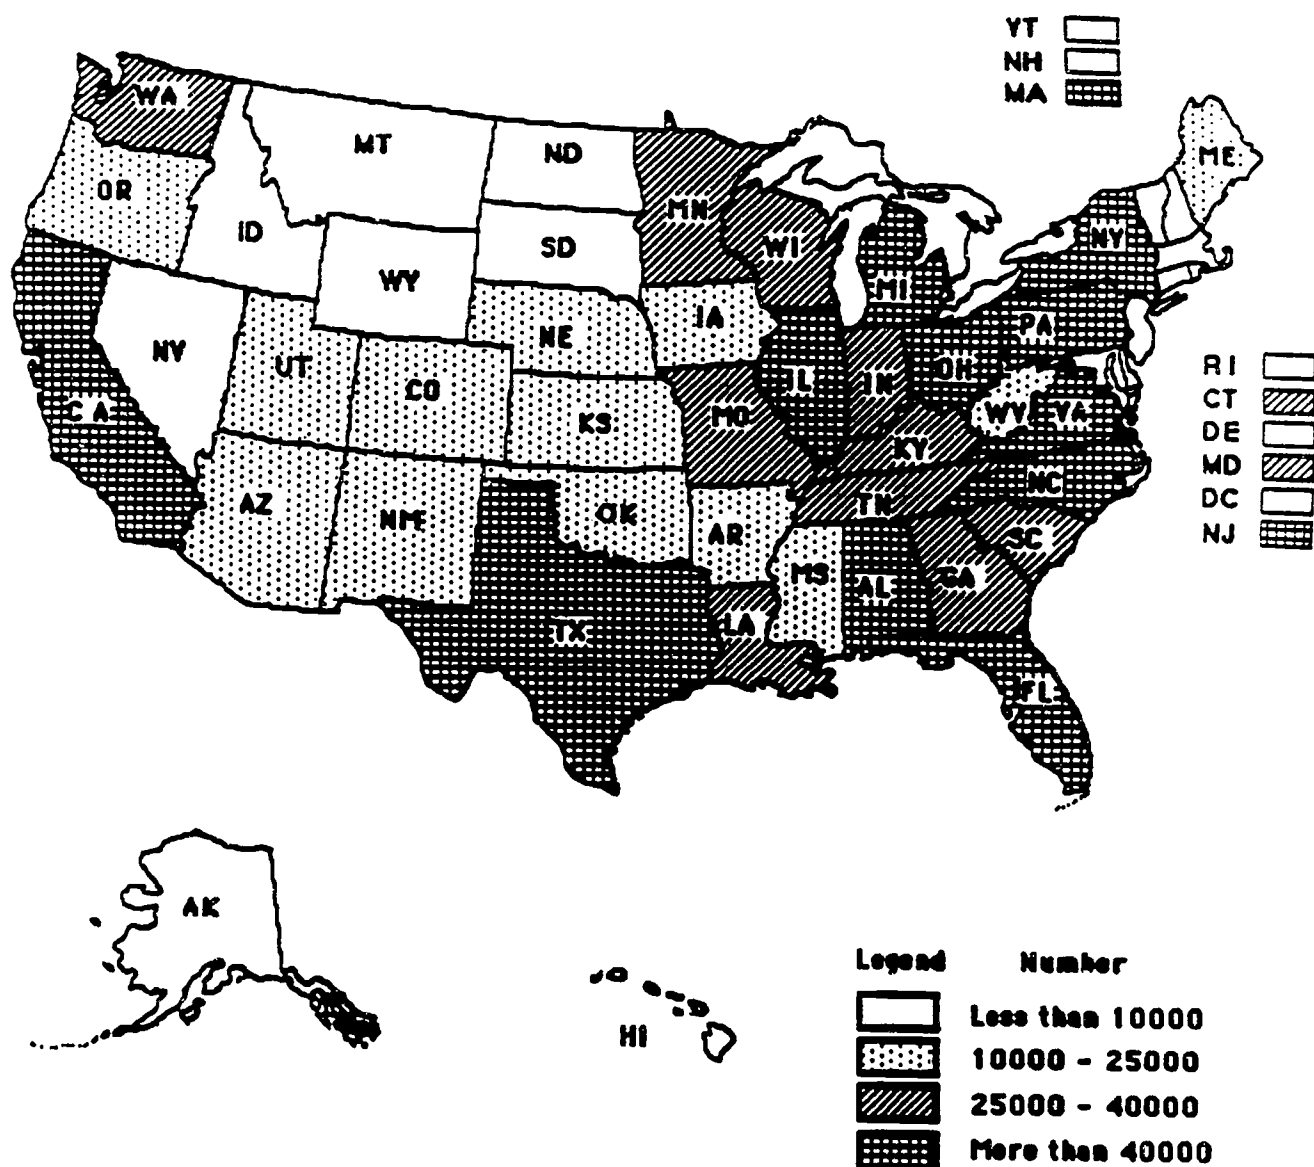 YT
NH
MA
WA
MT
ND
ME
OR
MN
ID
SD
WI
NY
WY
MI
NE
IA
PA
NV
UT
CO
IL
IN
OH
RI
CT
DE
MD
DC
NJ
KS
MO
WV
VA
CA
KY
AZ
NM
OK
AR
TN
NC
SC
MS
AL
GA
TX
LA
FL
AK
HI
Legend Number
Less than 10000
10000 - 25000
25000 - 40000
More than 40000